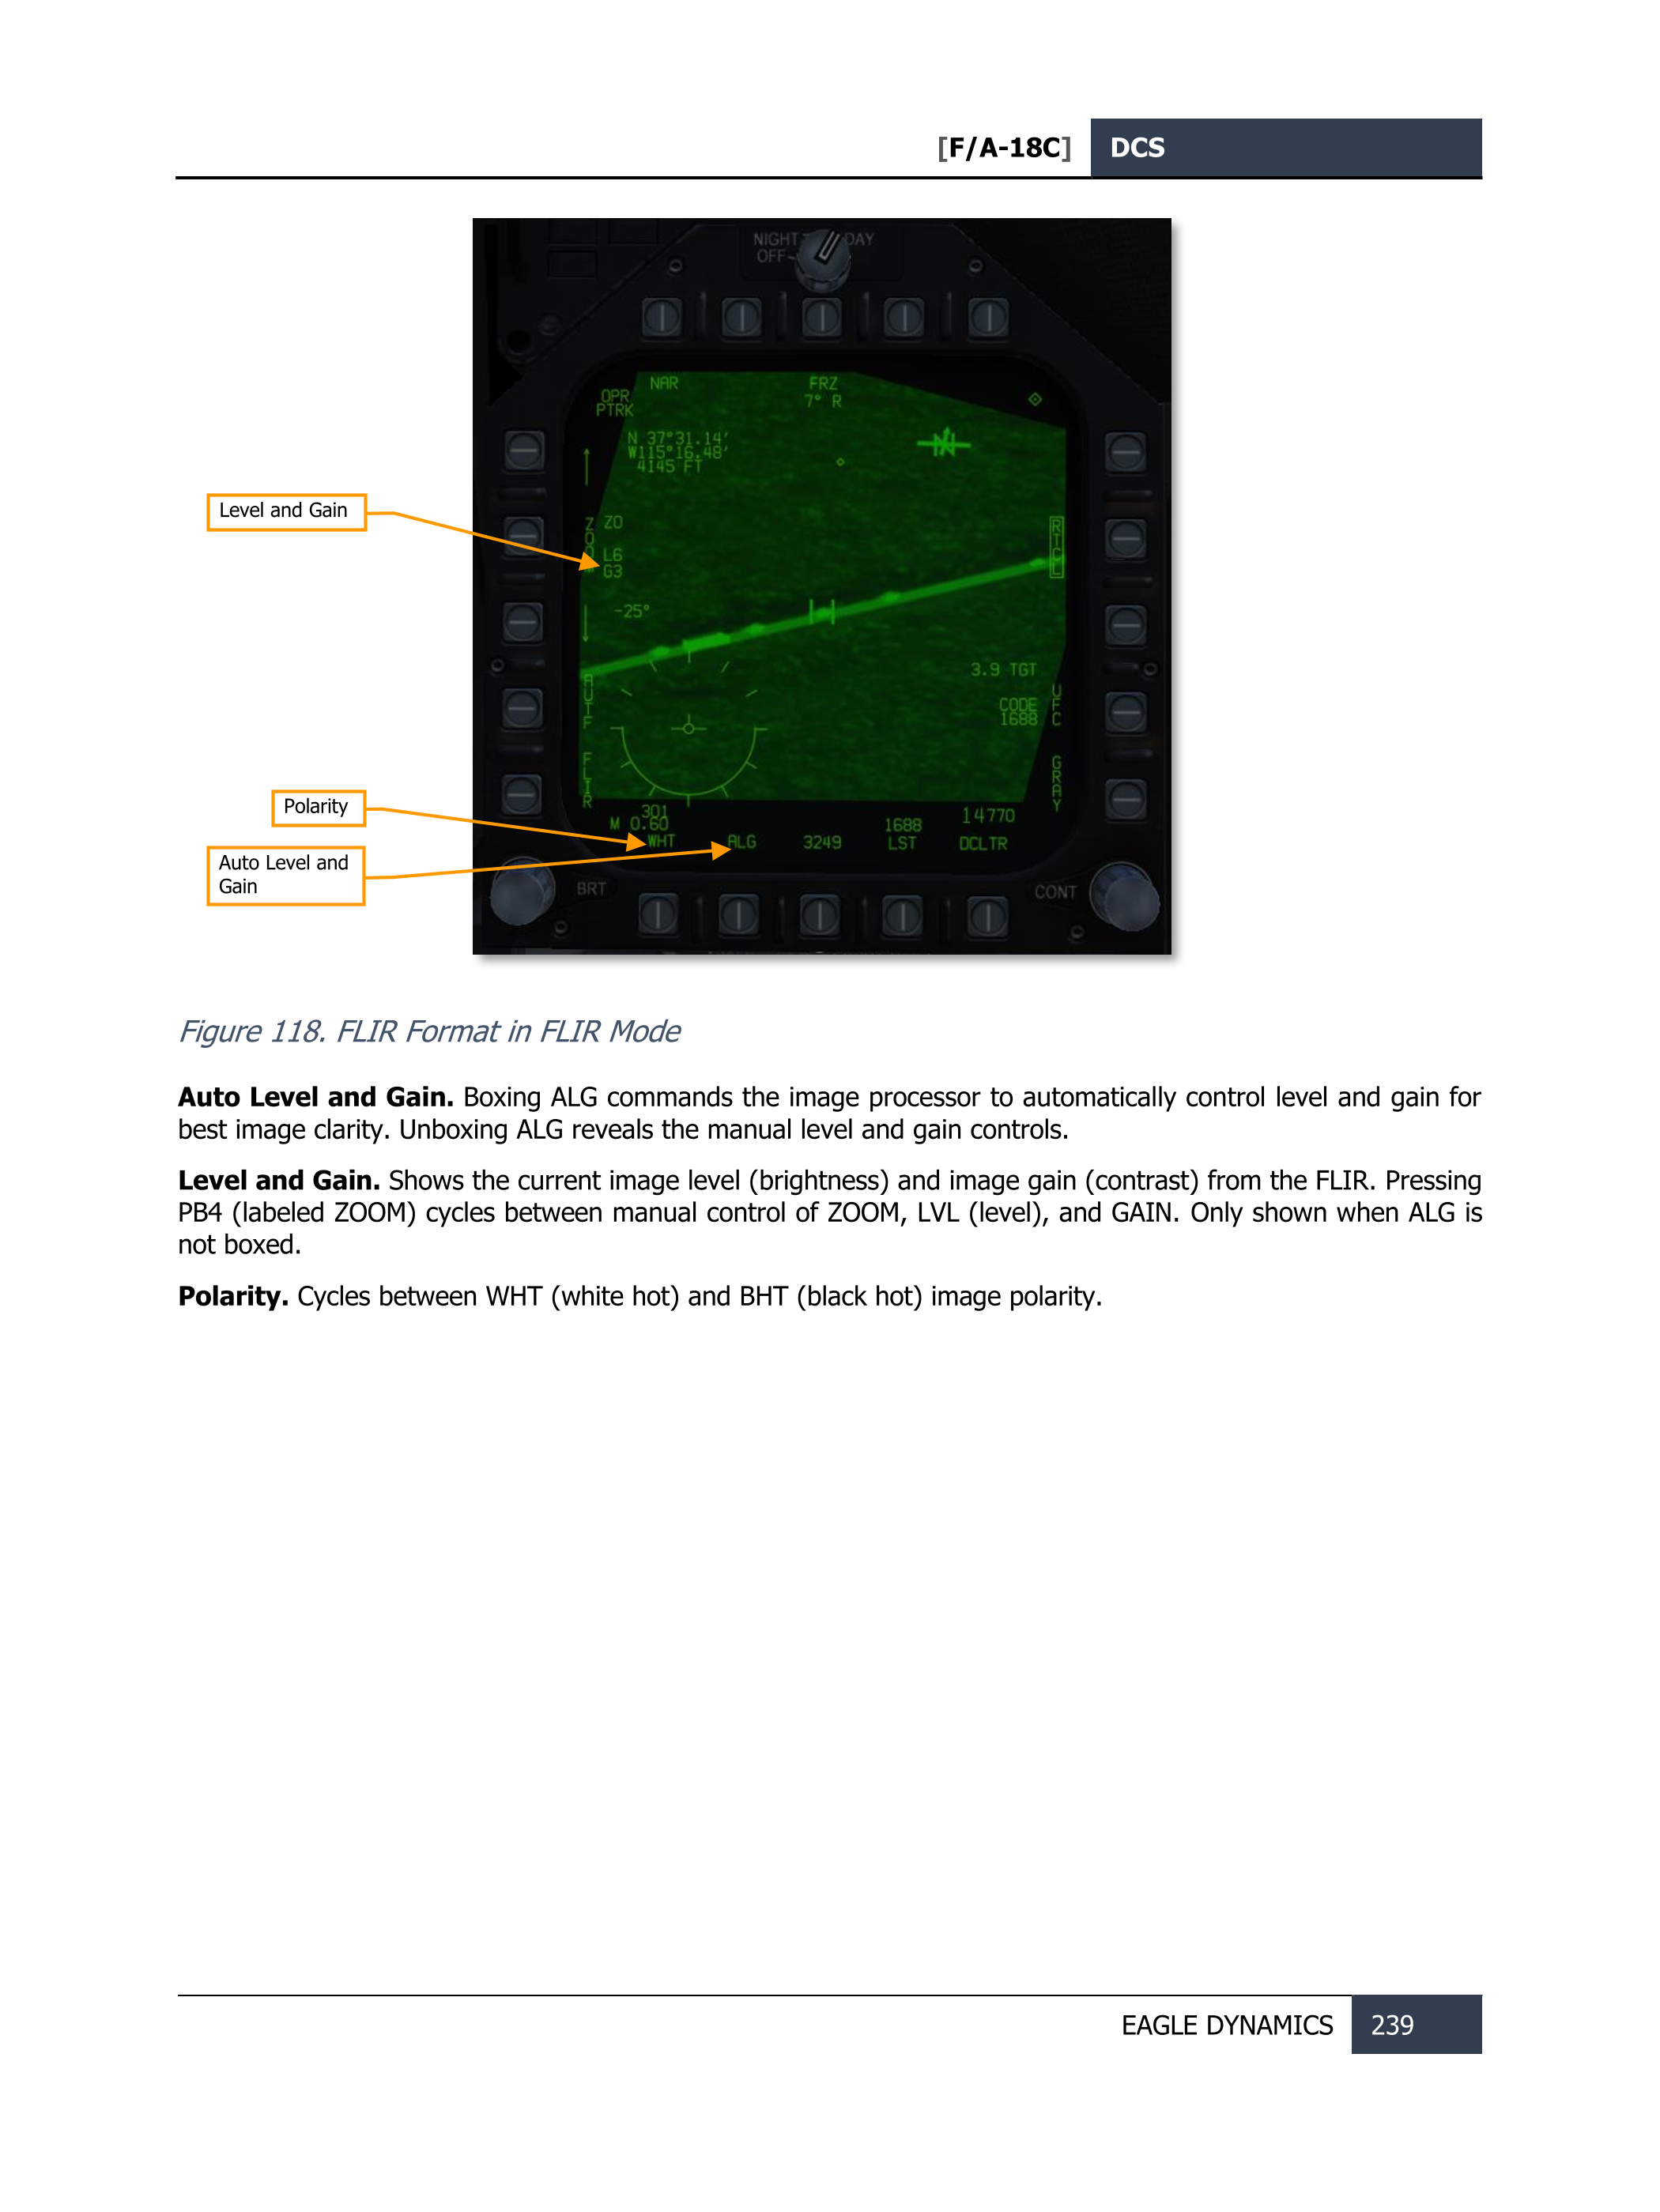 [F/A-18C] DCS
NIGHT DAY
OFF
NAR
FRZ
OPR
7° R
PTRK
N 37°31.14'
N
W115°16.48'
4145 FT
Level and Gain
ZOOM
Z0
RTCL
L6
G3
-25°
3.9 TGT
AUTF
UFC
CODE
1688
FLIR
GRAY
Polarity
301
M 0.60
1688
14770
WHT
ALG
3249
LST
DCLTR
Auto Level and
Gain
BRT
CONT
Figure 118. FLIR Format in FLIR Mode
Auto Level and Gain. Boxing ALG commands the image processor to automatically control level and gain for
best image clarity. Unboxing ALG reveals the manual level and gain controls.
Level and Gain. Shows the current image level (brightness) and image gain (contrast) from the FLIR. Pressing
PB4 (labeled ZOOM) cycles between manual control of ZOOM, LVL (level), and GAIN. Only shown when ALG is
not boxed.
Polarity. Cycles between WHT (white hot) and BHT (black hot) image polarity.
EAGLE DYNAMICS 239